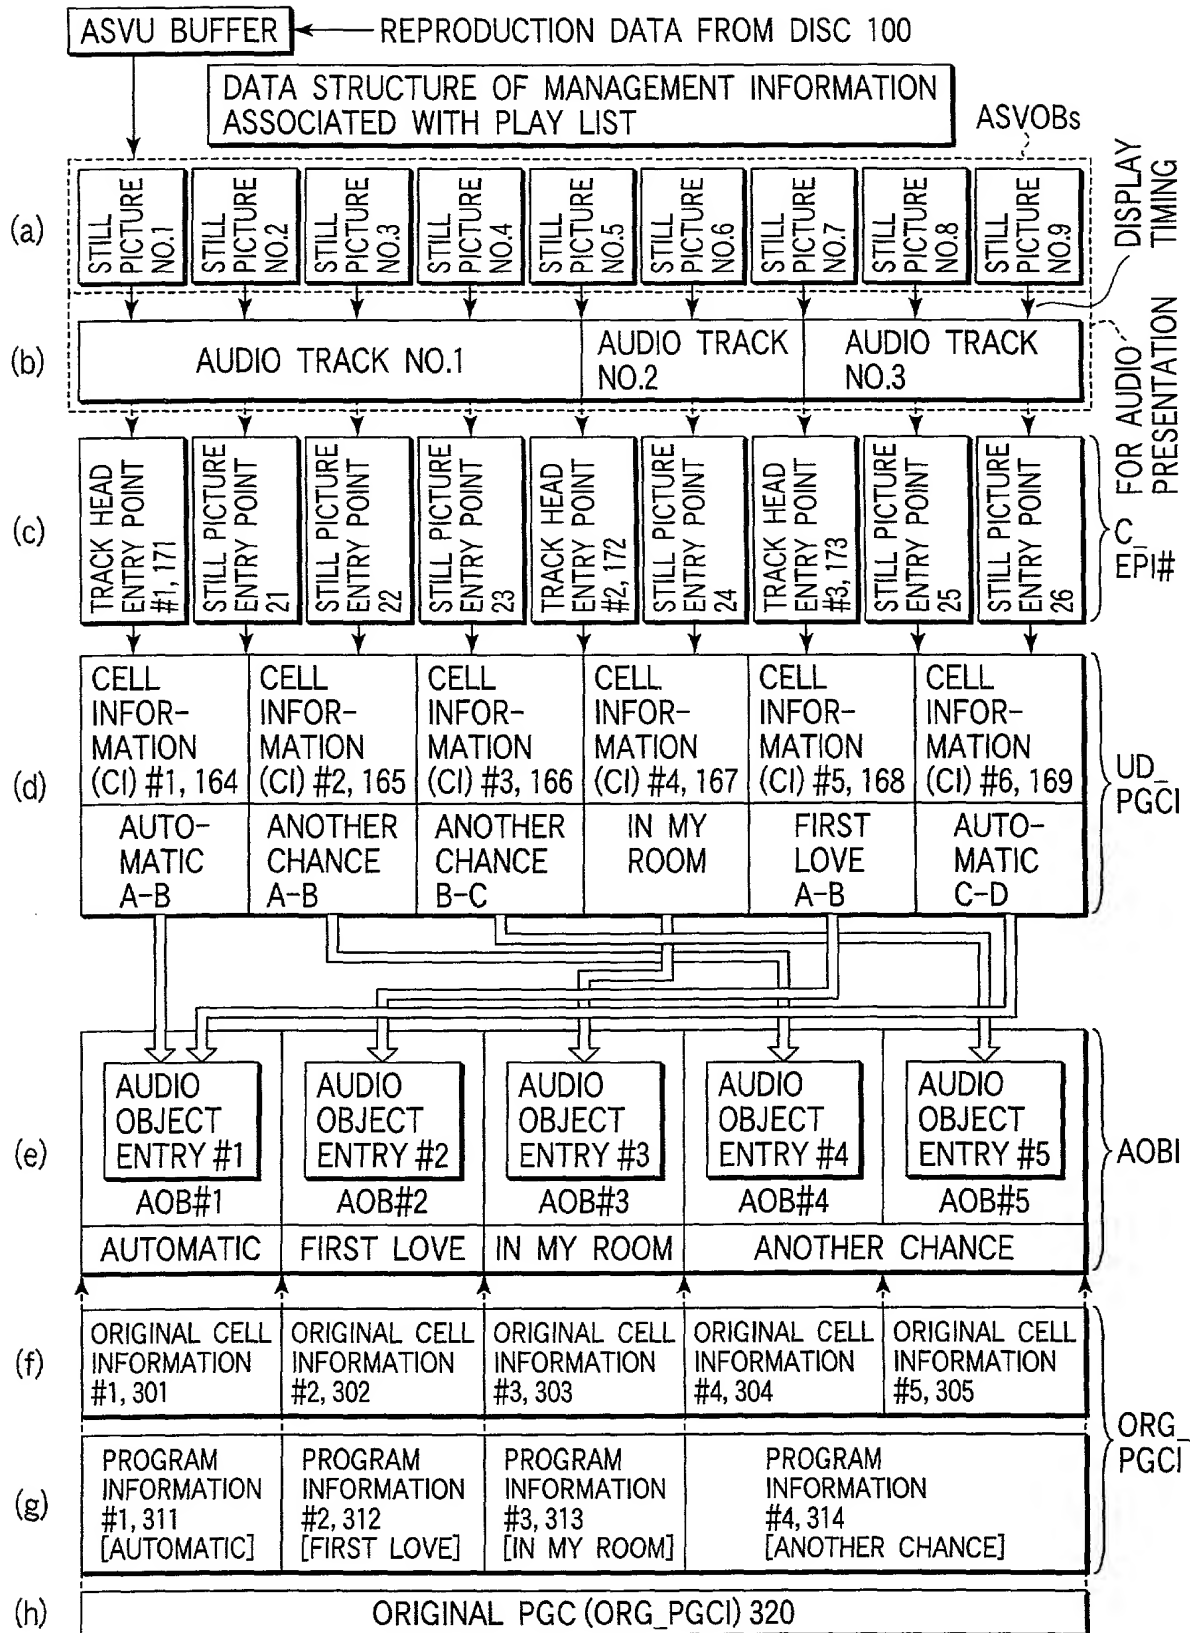 ASVU BUFFER
REPRODUCTION DATA FROM DISC 100
DATA STRUCTURE OF MANAGEMENT INFORMATION
ASSOCIATED WITH PLAY LIST
ASVOBs
DISPLAY
TIMING
(a)
STILL
PICTURE
NO.1
STILL
PICTURE
NO.2
STILL
PICTURE
NO.3
STILL
PICTURE
NO.4
STILL
PICTURE
NO.5
STILL
PICTURE
NO.6
STILL
PICTURE
NO.7
STILL
PICTURE
NO.8
STILL
PICTURE
NO.9
(b)
AUDIO TRACK NO.1
AUDIO TRACK
NO.2
AUDIO TRACK
NO.3
FOR AUDIO
PRESENTATION
(c)
TRACK HEAD
ENTRY POINT
#1, 171
STILL PICTURE
ENTRY POINT
21
STILL PICTURE
ENTRY POINT
22
STILL PICTURE
ENTRY POINT
23
TRACK HEAD
ENTRY POINT
#2, 172
STILL PICTURE
ENTRY POINT
24
TRACK HEAD
ENTRY POINT
#3, 173
STILL PICTURE
ENTRY POINT
25
STILL PICTURE
ENTRY POINT
26
C_
EPI#
(d)
CELL
INFOR-
MATION
(CI) #1, 164
CELL
INFOR-
MATION
(CI) #2, 165
CELL
INFOR-
MATION
(CI) #3, 166
CELL
INFOR-
MATION
(CI) #4, 167
CELL
INFOR-
MATION
(CI) #5, 168
CELL
INFOR-
MATION
(CI) #6, 169
AUTO-
MATIC
A-B
ANOTHER
CHANCE
A-B
ANOTHER
CHANCE
B-C
IN MY
ROOM
FIRST
LOVE
A-B
AUTO-
MATIC
C-D
UD_
PGCI
(e)
AUDIO
OBJECT
ENTRY #1
AOB#1
AUDIO
OBJECT
ENTRY #2
AOB#2
AUDIO
OBJECT
ENTRY #3
AOB#3
AUDIO
OBJECT
ENTRY #4
AOB#4
AUDIO
OBJECT
ENTRY #5
AOB#5
AUTOMATIC
FIRST LOVE
IN MY ROOM
ANOTHER CHANCE
AOBI
(f)
ORIGINAL CELL
INFORMATION
#1, 301
ORIGINAL CELL
INFORMATION
#2, 302
ORIGINAL CELL
INFORMATION
#3, 303
ORIGINAL CELL
INFORMATION
#4, 304
ORIGINAL CELL
INFORMATION
#5, 305
ORG_
PGCI
(g)
PROGRAM
INFORMATION
#1, 311
[AUTOMATIC]
PROGRAM
INFORMATION
#2, 312
[FIRST LOVE]
PROGRAM
INFORMATION
#3, 313
[IN MY ROOM]
PROGRAM
INFORMATION
#4, 314
[ANOTHER CHANCE]
(h)
ORIGINAL PGC (ORG_PGCI) 320